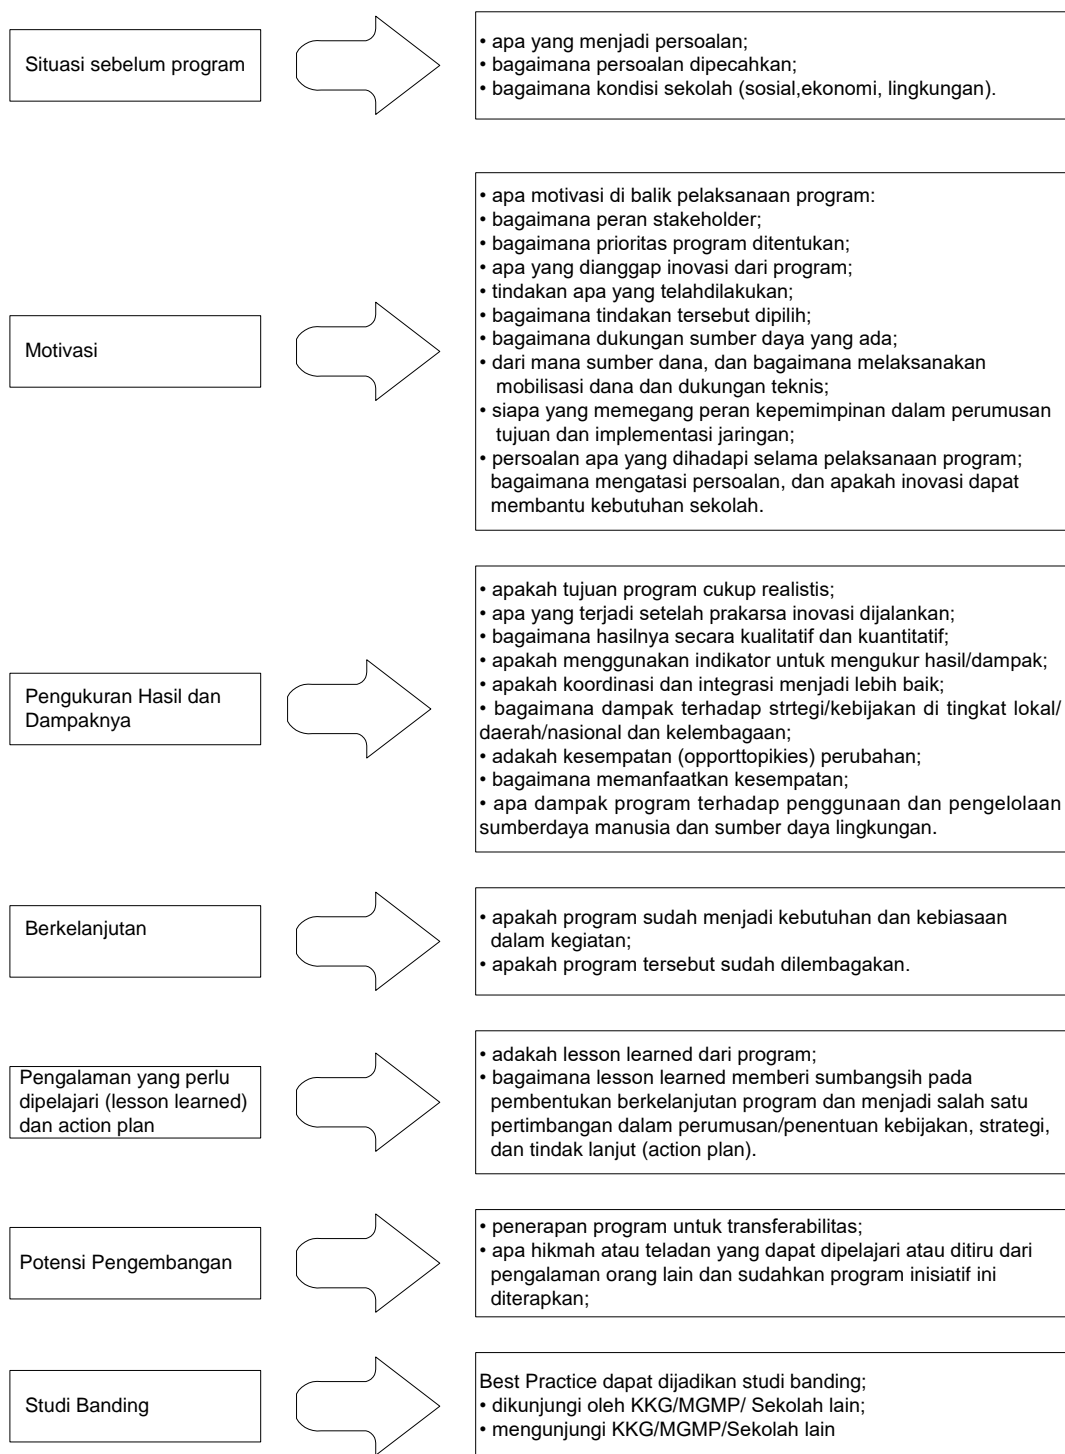 Situasi sebelum program
• apa yang menjadi persoalan;
• bagaimana persoalan dipecahkan;
• bagaimana kondisi sekolah (sosial,ekonomi, lingkungan).
Motivasi
• apa motivasi di balik pelaksanaan program:
• bagaimana peran stakeholder;
• bagaimana prioritas program ditentukan;
• apa yang dianggap inovasi dari program;
• tindakan apa yang telahdilakukan;
• bagaimana tindakan tersebut dipilih;
• bagaimana dukungan sumber daya yang ada;
• dari mana sumber dana, dan bagaimana melaksanakan
mobilisasi dana dan dukungan teknis;
• siapa yang memegang peran kepemimpinan dalam perumusan
tujuan dan implementasi jaringan;
• persoalan apa yang dihadapi selama pelaksanaan program;
bagaimana mengatasi persoalan, dan apakah inovasi dapat
membantu kebutuhan sekolah.
Pengukuran Hasil dan
Dampaknya
• apakah tujuan program cukup realistis;
• apa yang terjadi setelah prakarsa inovasi dijalankan;
• bagaimana hasilnya secara kualitatif dan kuantitatif;
• apakah menggunakan indikator untuk mengukur hasil/dampak;
• apakah koordinasi dan integrasi menjadi lebih baik;
• bagaimana dampak terhadap strtegi/kebijakan di tingkat lokal/
daerah/nasional dan kelembagaan;
• adakah kesempatan (opporttopikies) perubahan;
• bagaimana memanfaatkan kesempatan;
• apa dampak program terhadap penggunaan dan pengelolaan
sumberdaya manusia dan sumber daya lingkungan.
Berkelanjutan
• apakah program sudah menjadi kebutuhan dan kebiasaan
dalam kegiatan;
• apakah program tersebut sudah dilembagakan.
Pengalaman yang perlu
dipelajari (lesson learned)
dan action plan
• adakah lesson learned dari program;
• bagaimana lesson learned memberi sumbangsih pada
pembentukan berkelanjutan program dan menjadi salah satu
pertimbangan dalam perumusan/penentuan kebijakan, strategi,
dan tindak lanjut (action plan).
Potensi Pengembangan
• penerapan program untuk transferabilitas;
• apa hikmah atau teladan yang dapat dipelajari atau ditiru dari
pengalaman orang lain dan sudahkan program inisiatif ini
diterapkan;
Studi Banding
Best Practice dapat dijadikan studi banding;
• dikunjungi oleh KKG/MGMP/ Sekolah lain;
• mengunjungi KKG/MGMP/Sekolah lain